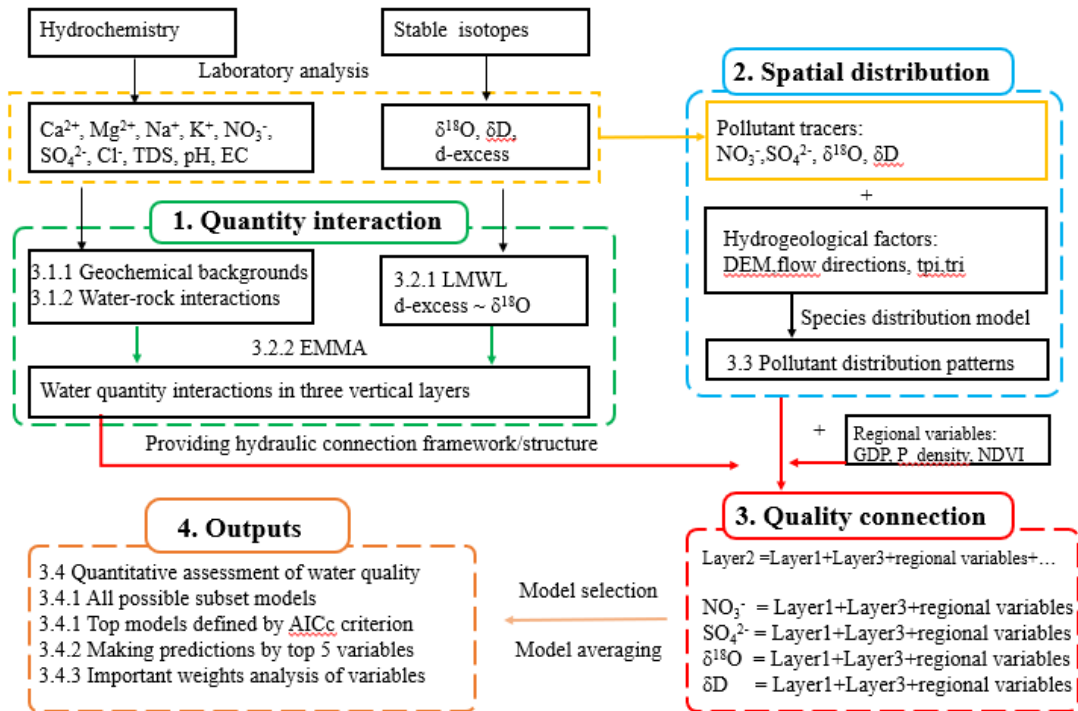 Hydrochemistry
Stable isotopes
Laboratory analysis
Ca²⁺, Mg²⁺, Na⁺, K⁺, NO₃⁻,
SO₄²⁻, Cl⁻, TDS, pH, EC
δ¹⁸O, δD,
d-excess
2. Spatial distribution
Pollutant tracers:
NO₃⁻,SO₄²⁻, δ¹⁸O, δD
+
Hydrogeological factors:
DEM,flow directions, tpi,tri
Species distribution model
3.3 Pollutant distribution patterns
1. Quantity interaction
3.1.1 Geochemical backgrounds
3.1.2 Water-rock interactions
3.2.1 LMWL
d-excess ~ δ¹⁸O
3.2.2 EMMA
Water quantity interactions in three vertical layers
Providing hydraulic connection framework/structure
+
Regional variables:
GDP, P_density, NDVI
3. Quality connection
Layer2 =Layer1+Layer3+regional variables+…
NO₃⁻ = Layer1+Layer3+regional variables
SO₄²⁻ = Layer1+Layer3+regional variables
δ¹⁸O = Layer1+Layer3+regional variables
δD = Layer1+Layer3+regional variables
Model selection
Model averaging
4. Outputs
3.4 Quantitative assessment of water quality
3.4.1 All possible subset models
3.4.1 Top models defined by AICc criterion
3.4.2 Making predictions by top 5 variables
3.4.3 Important weights analysis of variables